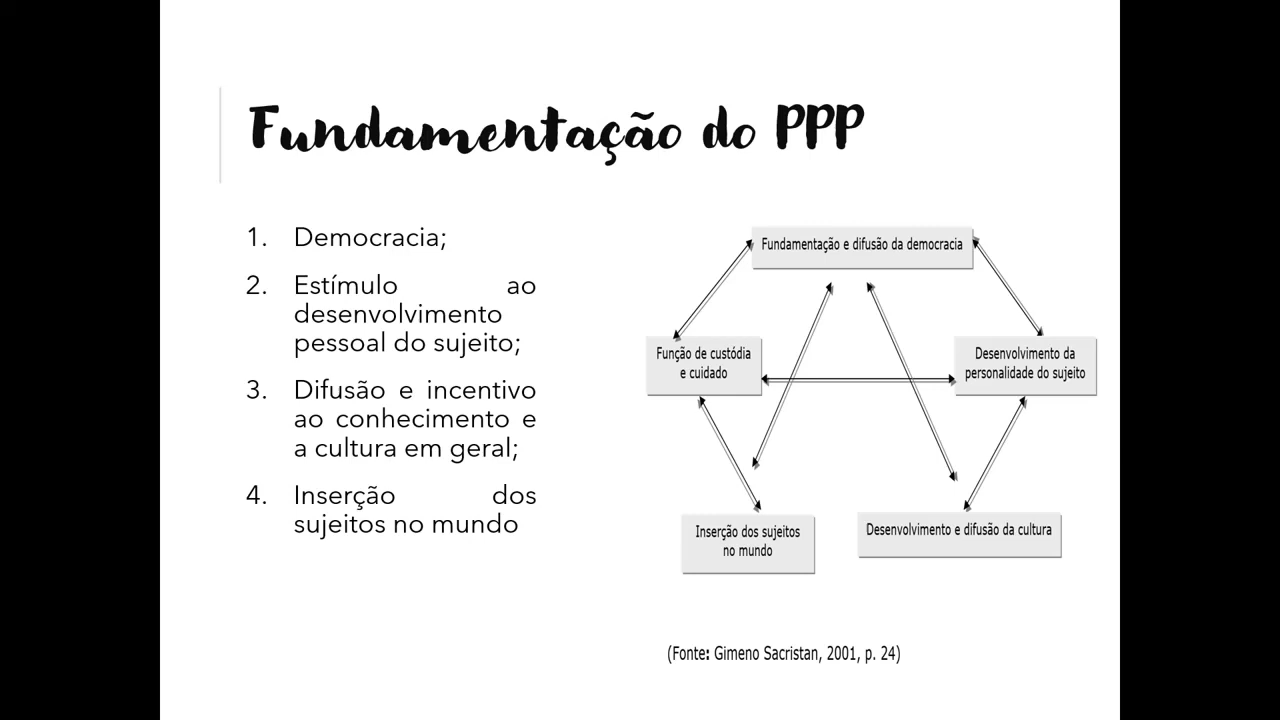 Fundamentação do PPP
1. Democracia;
2. Estímulo ao
desenvolvimento
pessoal do sujeito;
3. Difusão e incentivo
ao conhecimento e
a cultura em geral;
4. Inserção dos
sujeitos no mundo
Fundamentação e difusão da democracia
Função de custódia
e cuidado
Desenvolvimento da
personalidade do sujeito
Inserção dos sujeitos
no mundo
Desenvolvimento e difusão da cultura
(Fonte: Gimeno Sacristan, 2001, p. 24)